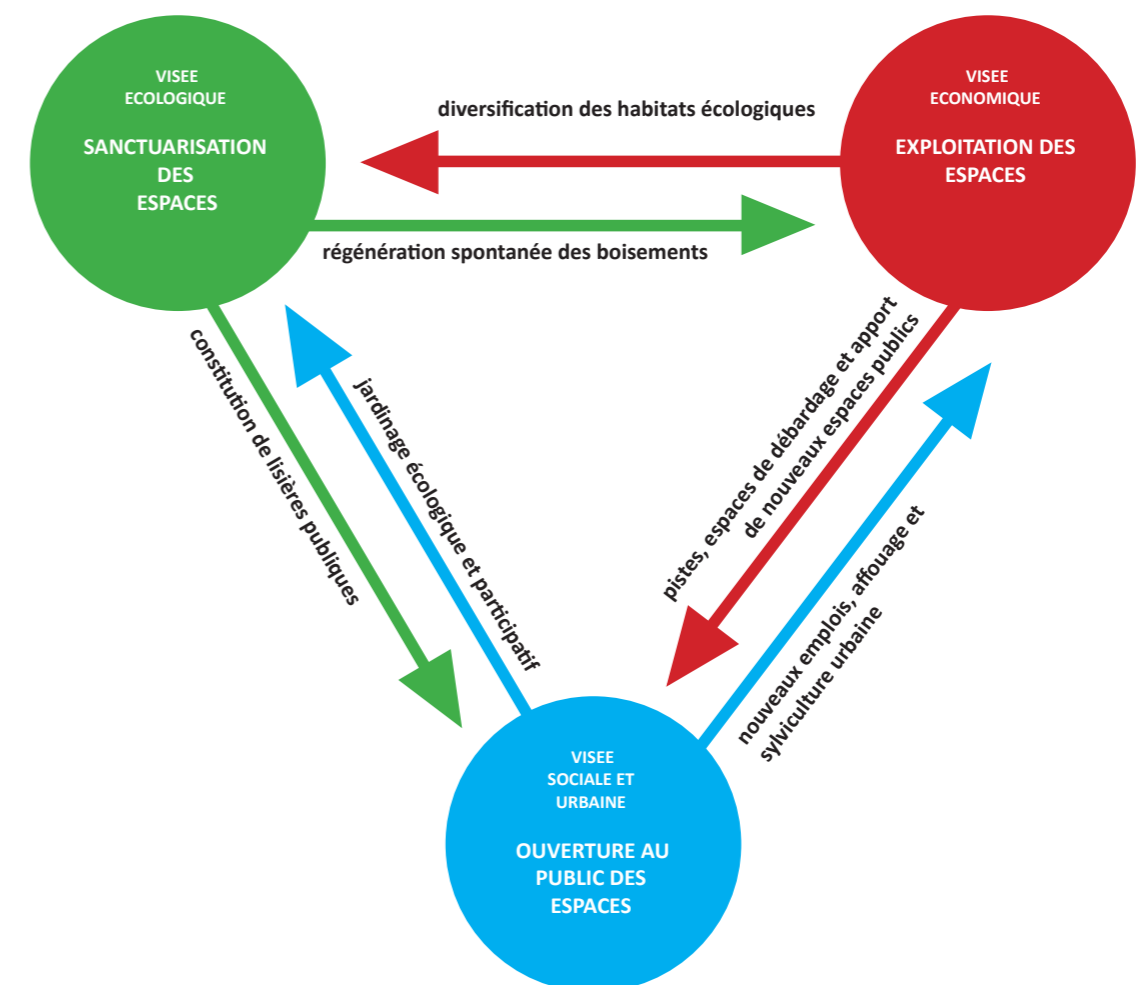 VISEE
ECOLOGIQUE
SANCTUARISATION
DES
ESPACES
diversification des habitats écologiques
VISEE
ECONOMIQUE
EXPLOITATION DES
ESPACES
régénération spontanée des boisements
constitution de lisières publiques
jardinage écologique et participatif
pistes, espaces de débardage et apport
de nouveaux espaces publics
nouveaux emplois, affouage et
sylviculture urbaine
VISEE
SOCIALE ET
URBAINE
OUVERTURE AU
PUBLIC DES
ESPACES